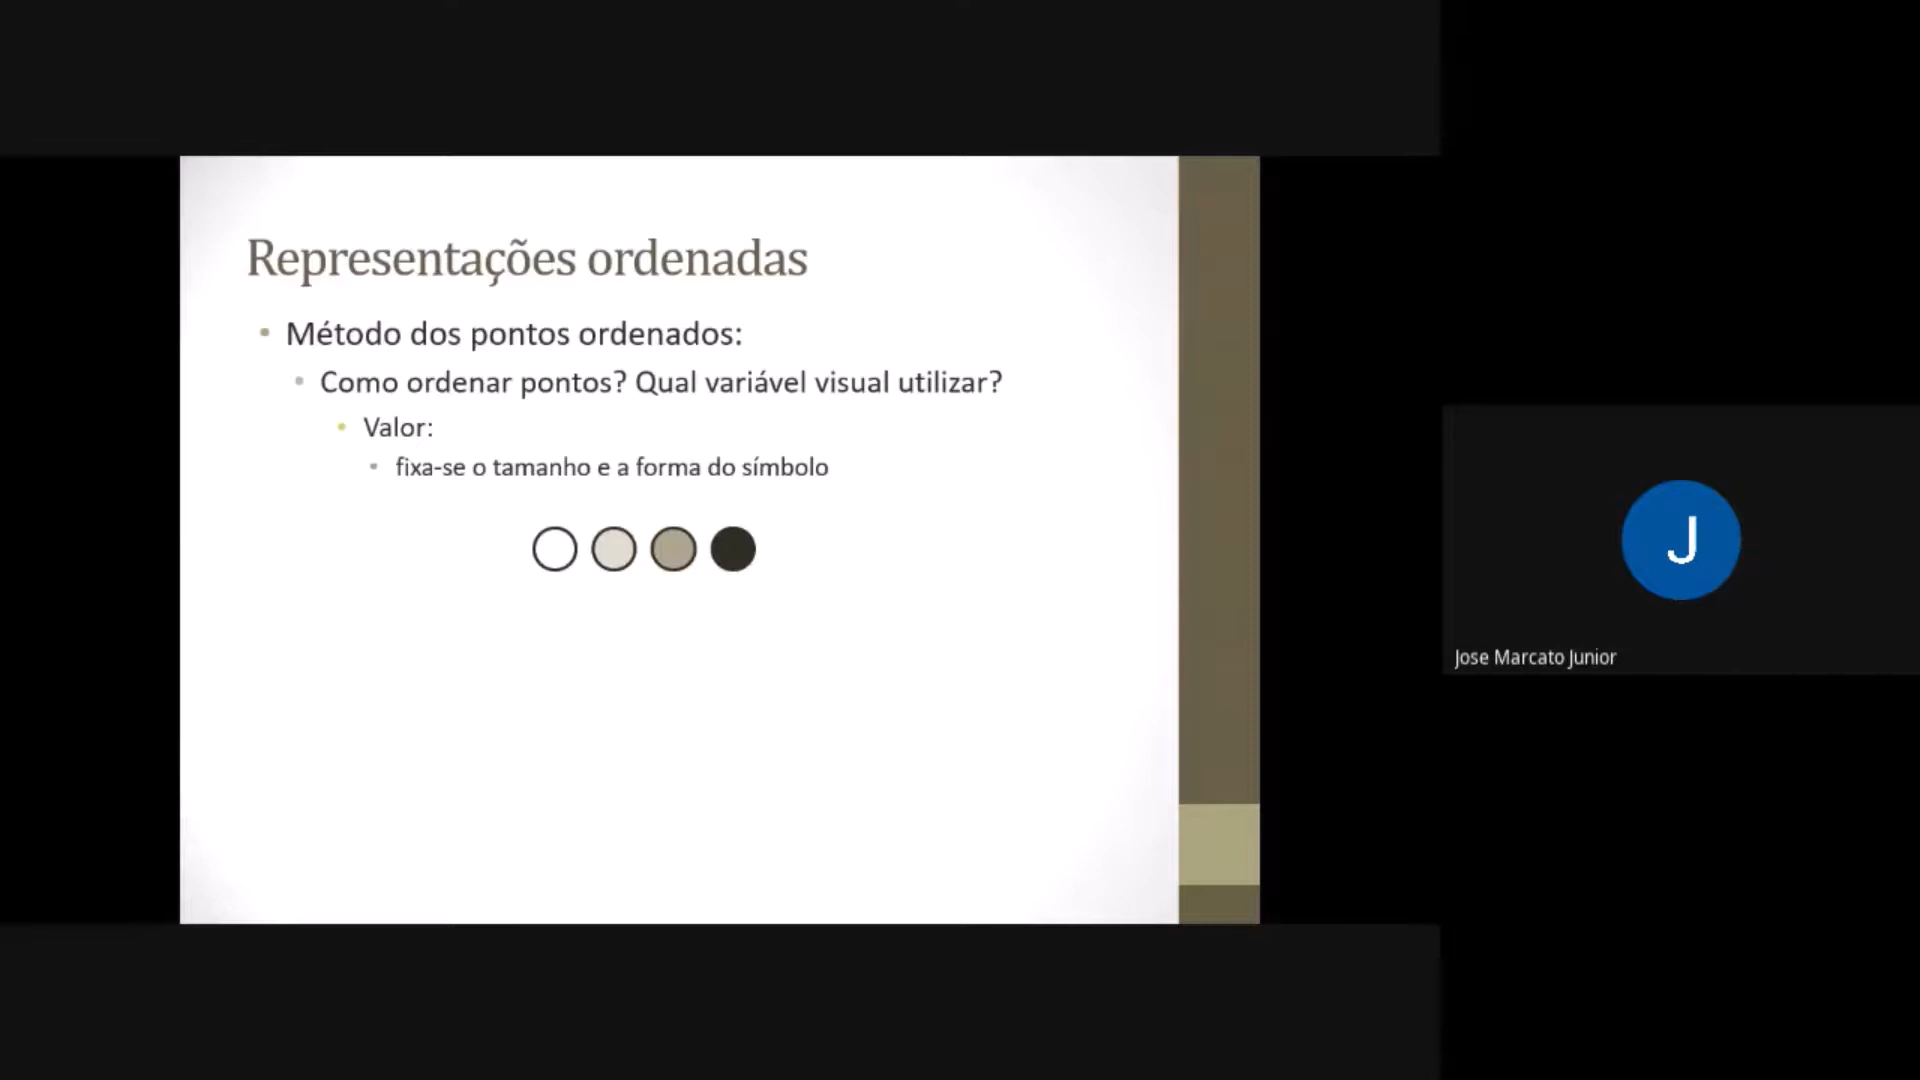 Representações ordenadas
Método dos pontos ordenados:
Como ordenar pontos? Qual variável visual utilizar?
Valor:
fixa-se o tamanho e a forma do símbolo
J
Jose Marcato Junior